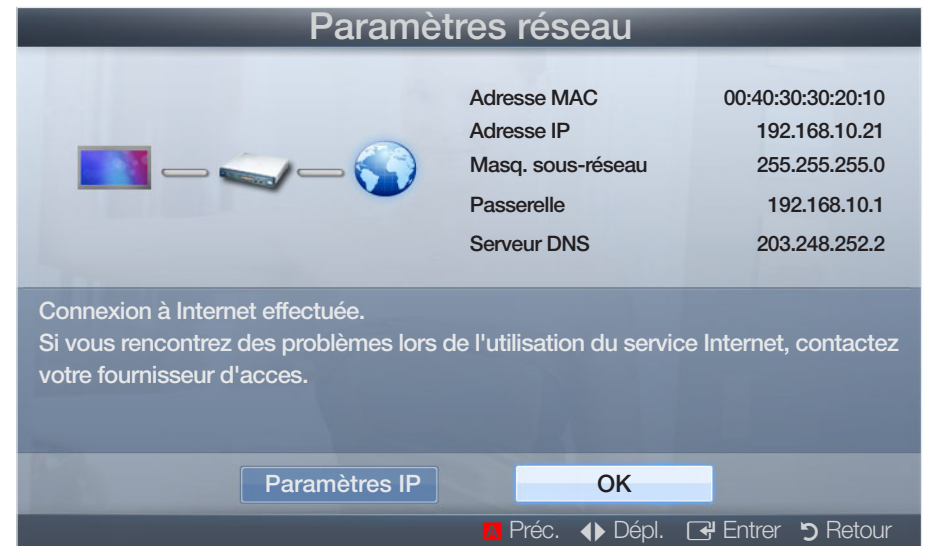 Paramètres réseau
Adresse MAC 00:40:30:30:20:10
Adresse IP 192.168.10.21
Masq. sous-réseau 255.255.255.0
Passerelle 192.168.10.1
Serveur DNS 203.248.252.2
Connexion à Internet effectuée.
Si vous rencontrez des problèmes lors de l'utilisation du service Internet, contactez
votre fournisseur d'acces.
Paramètres IP OK
A Préc. Dépl. Entrer Retour